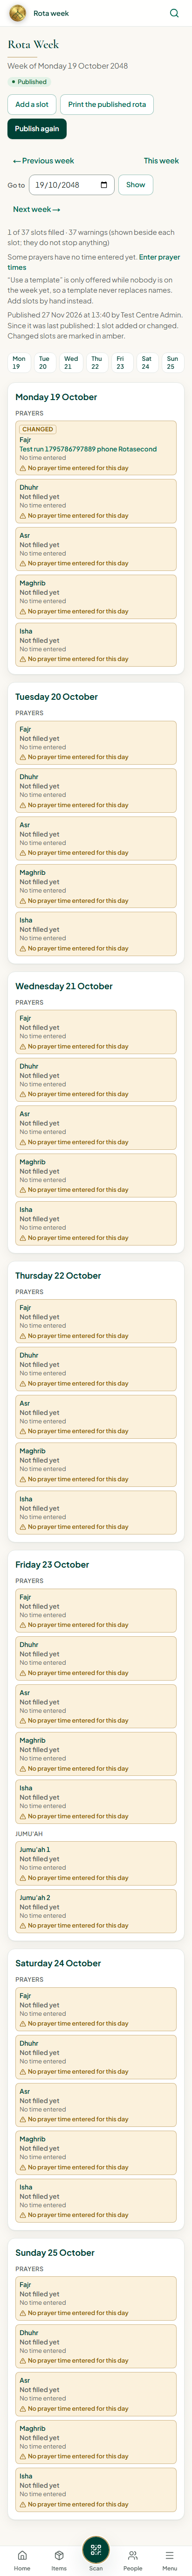 Rota week
Rota Week
Week of Monday 19 October 2048
Published
Add a slot
Print the published rota
Publish again
←Previous week
This week
Go to
19/10/2048
Show
Next week→
1 of 37 slots filled · 37 warnings (shown beside each
slot; they do not stop anything)
Some prayers have no time entered yet. Enter prayer
times
“Use a template” is only offered while nobody is on
the week yet, so a template never replaces names.
Add slots by hand instead.
Published 27 Nov 2026 at 13:40 by Test Centre Admin.
Since it was last published: 1 slot added or changed.
Changed slots are marked in amber.
Mon
19
Tue
20
Wed
21
Thu
22
Fri
23
Sat
24
Sun
25
Monday 19 October
PRAYERS
CHANGED
Fajr
Test run 1795786797889 phone Rotasecond
No time entered
No prayer time entered for this day
Dhuhr
Not filled yet
No time entered
No prayer time entered for this day
Asr
Not filled yet
No time entered
No prayer time entered for this day
Maghrib
Not filled yet
No time entered
No prayer time entered for this day
Isha
Not filled yet
No time entered
No prayer time entered for this day
Tuesday 20 October
PRAYERS
Fajr
Not filled yet
No time entered
No prayer time entered for this day
Dhuhr
Not filled yet
No time entered
No prayer time entered for this day
Asr
Not filled yet
No time entered
No prayer time entered for this day
Maghrib
Not filled yet
No time entered
No prayer time entered for this day
Isha
Not filled yet
No time entered
No prayer time entered for this day
Wednesday 21 October
PRAYERS
Fajr
Not filled yet
No time entered
No prayer time entered for this day
Dhuhr
Not filled yet
No time entered
No prayer time entered for this day
Asr
Not filled yet
No time entered
No prayer time entered for this day
Maghrib
Not filled yet
No time entered
No prayer time entered for this day
Isha
Not filled yet
No time entered
No prayer time entered for this day
Thursday 22 October
PRAYERS
Fajr
Not filled yet
No time entered
No prayer time entered for this day
Dhuhr
Not filled yet
No time entered
No prayer time entered for this day
Asr
Not filled yet
No time entered
No prayer time entered for this day
Maghrib
Not filled yet
No time entered
No prayer time entered for this day
Isha
Not filled yet
No time entered
No prayer time entered for this day
Friday 23 October
PRAYERS
Fajr
Not filled yet
No time entered
No prayer time entered for this day
Dhuhr
Not filled yet
No time entered
No prayer time entered for this day
Asr
Not filled yet
No time entered
No prayer time entered for this day
Maghrib
Not filled yet
No time entered
No prayer time entered for this day
Isha
Not filled yet
No time entered
No prayer time entered for this day
JUMU'AH
Jumu'ah 1
Not filled yet
No time entered
No prayer time entered for this day
Jumu'ah 2
Not filled yet
No time entered
No prayer time entered for this day
Saturday 24 October
PRAYERS
Fajr
Not filled yet
No time entered
No prayer time entered for this day
Dhuhr
Not filled yet
No time entered
No prayer time entered for this day
Asr
Not filled yet
No time entered
No prayer time entered for this day
Maghrib
Not filled yet
No time entered
No prayer time entered for this day
Isha
Not filled yet
No time entered
No prayer time entered for this day
Sunday 25 October
PRAYERS
Fajr
Not filled yet
No time entered
No prayer time entered for this day
Dhuhr
Not filled yet
No time entered
No prayer time entered for this day
Asr
Not filled yet
No time entered
No prayer time entered for this day
Maghrib
Not filled yet
No time entered
No prayer time entered for this day
Isha
Not filled yet
No time entered
No prayer time entered for this day
Home
Items
Scan
People
Menu